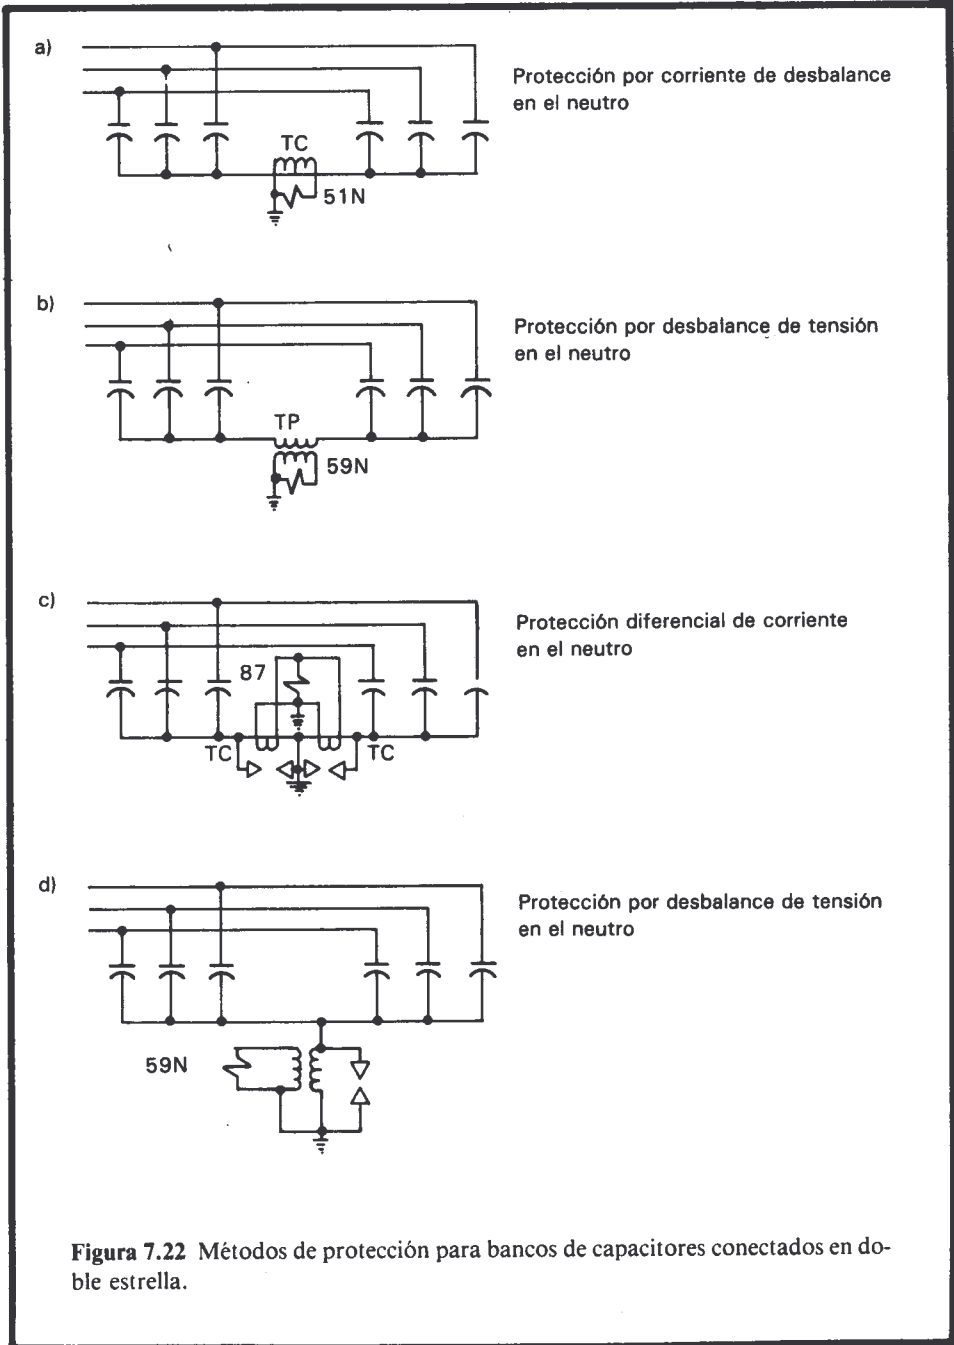 a)
Protección por corriente de desbalance
en el neutro
TC
51N
b)
Protección por desbalance de tensión
en el neutro
TP
59N
c)
Protección diferencial de corriente
en el neutro
87
TC
TC
d)
Protección por desbalance de tensión
en el neutro
59N
Figura 7.22 Métodos de protección para bancos de capacitores conectados en do-
ble estrella.